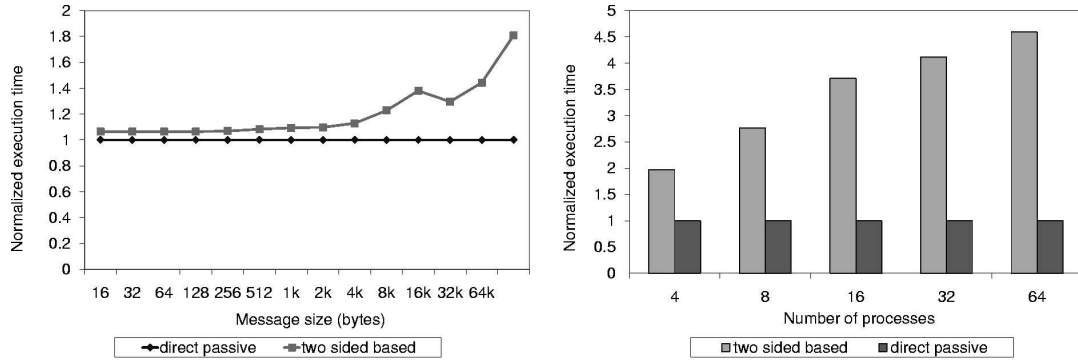 Normalized execution time
2
1.8
1.6
1.4
1.2
1
0.8
0.6
0.4
0.2
0
16 32 64 128 256 512 1k 2k 4k 8k 16k 32k 64k
Message size (bytes)
direct passive two sided based
Normalized execution time
5
4.5
4
3.5
3
2.5
2
1.5
1
0.5
0
4 8 16 32 64
Number of processes
two sided based direct passive